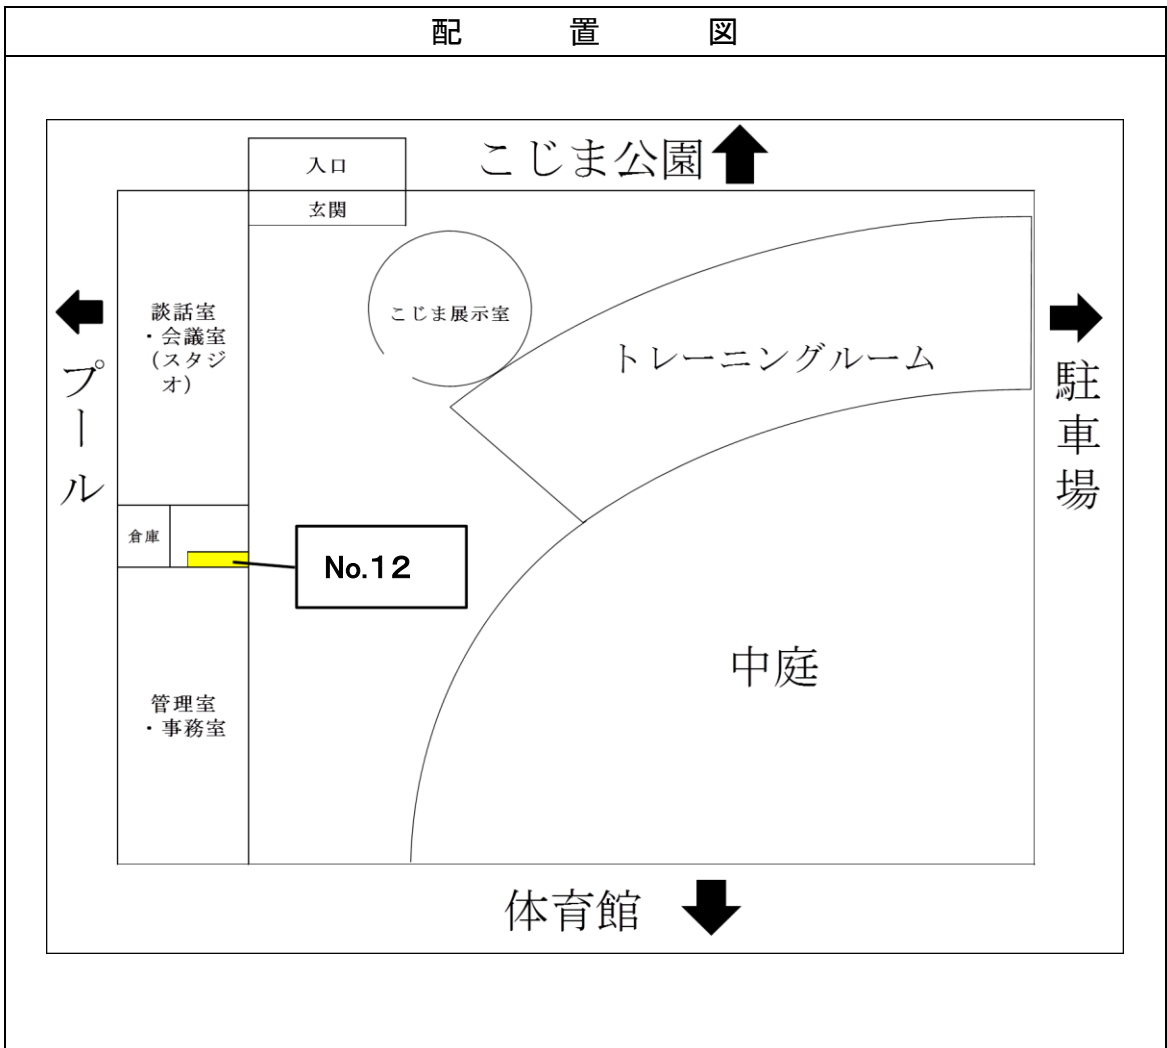 配置図
こじま公園
入口
玄関
談話室
・会議室
(スタジ
オ)
こじま展示室
トレーニングルーム
プール
駐車場
倉庫
No.12
中庭
管理室
・事務室
体育館